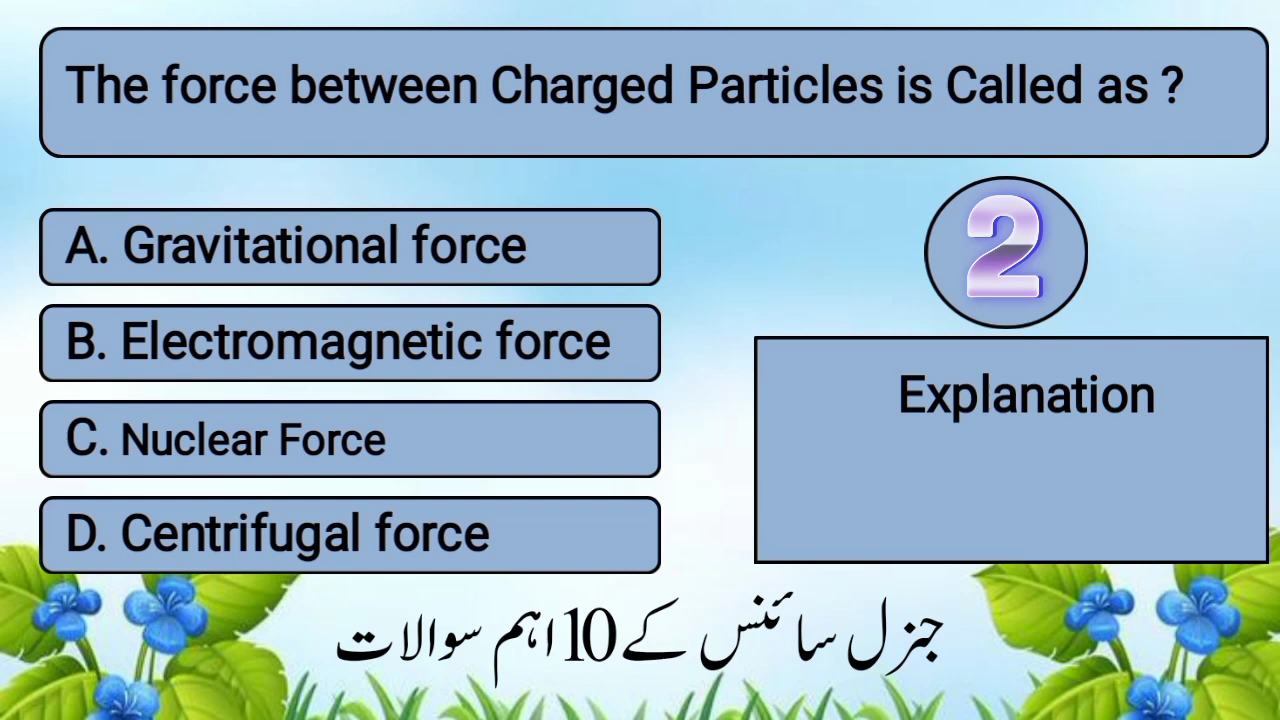 The force between Charged Particles is Called as ?
A. Gravitational force
B. Electromagnetic force
C. Nuclear Force
D. Centrifugal force
2
Explanation
جنرل سائنس کے 10 اہم سوالات